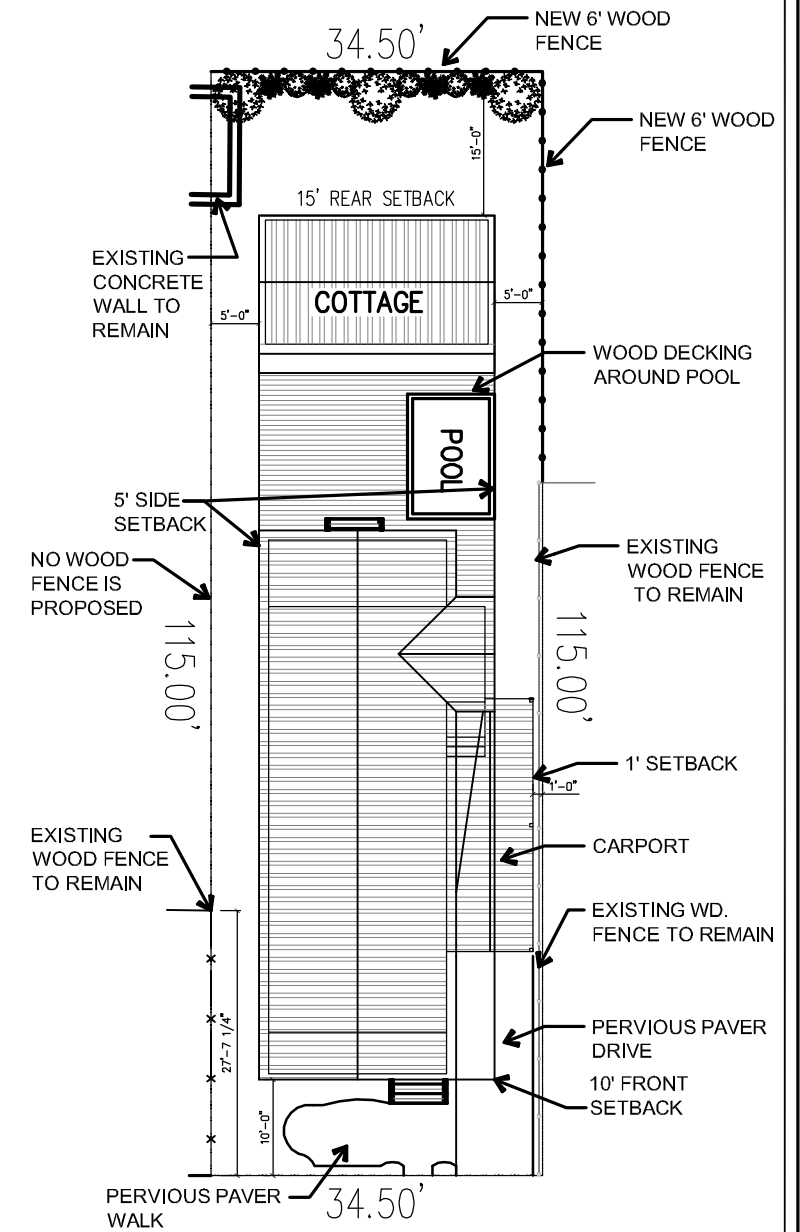 NEW 6' WOOD
FENCE
34.50'
NEW 6' WOOD
FENCE
15'-0"
15' REAR SETBACK
EXISTING
CONCRETE
WALL TO
REMAIN
COTTAGE
5'-0"
5'-0"
WOOD DECKING
AROUND POOL
POOL
5' SIDE
SETBACK
NO WOOD
FENCE IS
PROPOSED
EXISTING
WOOD FENCE
TO REMAIN
115.00'
115.00'
1' SETBACK
1'-0"
EXISTING
WOOD FENCE
TO REMAIN
CARPORT
EXISTING WD.
FENCE TO REMAIN
27'-7 1/4"
PERVIOUS PAVER
DRIVE
10' FRONT
SETBACK
10'-0"
PERVIOUS PAVER
WALK
34.50'